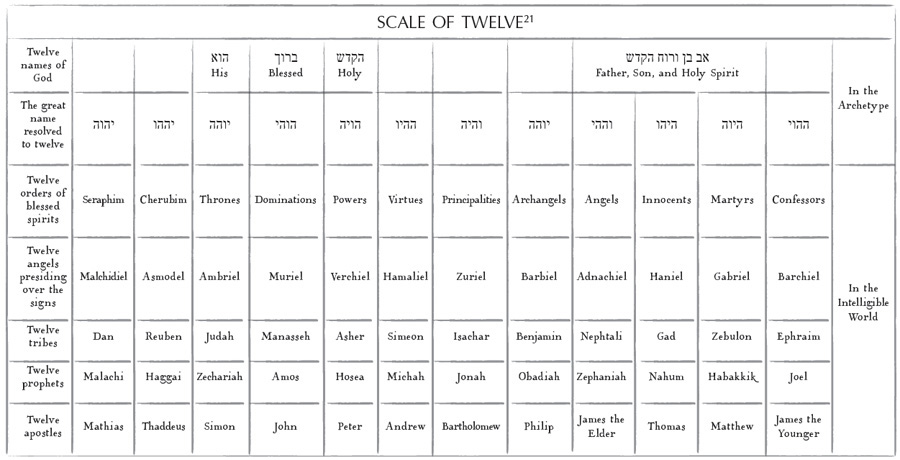 SCALE OF TWELVE21
Twelve
names of
God
הוא
His
ברוך
Blessed
הקדש
Holy
אב בן ורוח הקדש
Father, Son, and Holy Spirit
In the
Archetype
The great
name
resolved
to twelve
יהוה יההו יוהה הוהי הויה ההיו והיה יוהה וההי היהו היוה ההוי
Twelve
orders of
blessed
spirits
Seraphim Cherubim Thrones Dominations Powers Virtues Principalities Archangels Angels Innocents Martyrs Confessors
In the
Intelligible
World
Twelve
angels
presiding
over the
signs
Malchidiel Asmodel Ambriel Muriel Verchiel Hamaliel Zuriel Barbiel Adnachiel Haniel Gabriel Barchiel
Twelve
tribes
Dan Reuben Judah Manasseh Asher Simeon Isachar Benjamin Nephtali Gad Zebulon Ephraim
Twelve
prophets
Malachi Haggai Zechariah Amos Hosea Michah Jonah Obadiah Zephaniah Nahum Habakkik Joel
Twelve
apostles
Mathias Thaddeus Simon John Peter Andrew Bartholomew Philip
James the
Elder
Thomas Matthew
James the
Younger